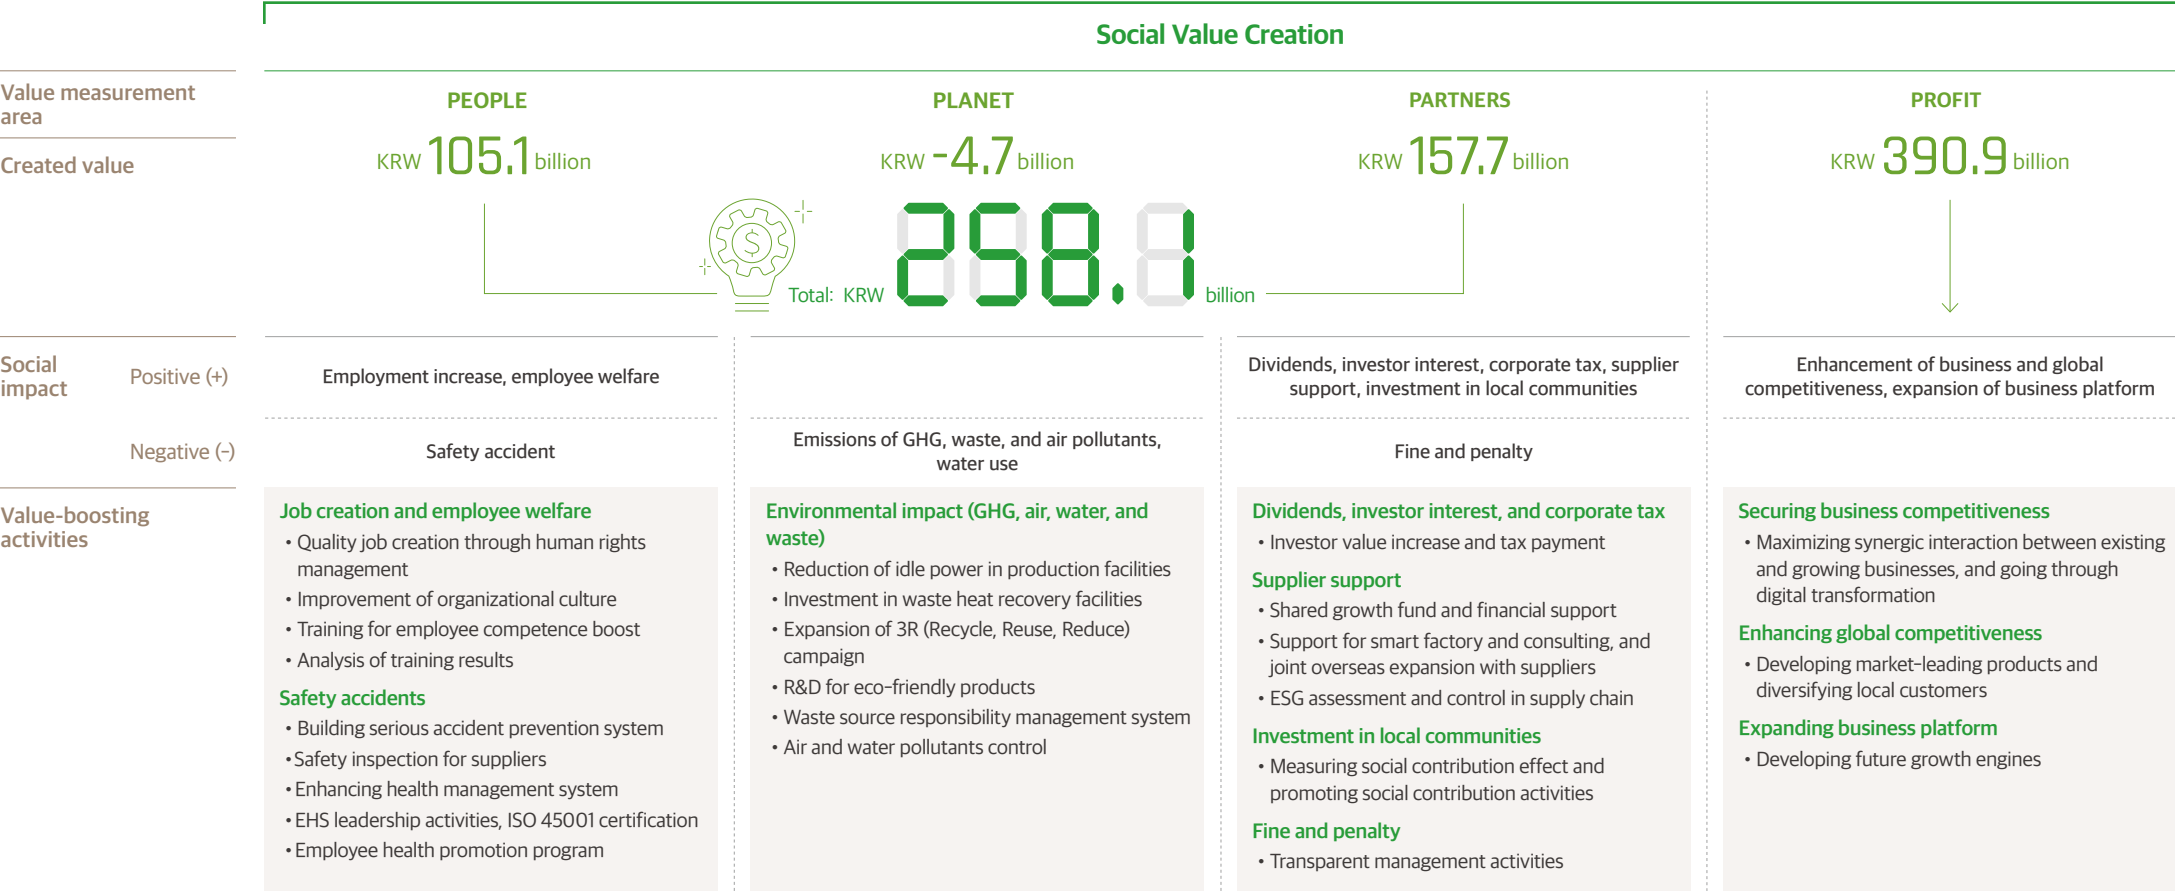 Social Value Creation
Value measurement
area
PEOPLE
PLANET
PARTNERS
PROFIT
Created value
KRW 105.1 billion
KRW -4.7 billion
KRW 157.7 billion
KRW 390.9 billion
$
Total: KRW 258.1 billion
Social
impact
Positive (+)
Employment increase, employee welfare
Dividends, investor interest, corporate tax, supplier
support, investment in local communities
Enhancement of business and global
competitiveness, expansion of business platform
Negative (-)
Safety accident
Emissions of GHG, waste, and air pollutants,
water use
Fine and penalty
Value-boosting
activities
Job creation and employee welfare
• Quality job creation through human rights
management
• Improvement of organizational culture
• Training for employee competence boost
• Analysis of training results
Safety accidents
• Building serious accident prevention system
• Safety inspection for suppliers
• Enhancing health management system
• EHS leadership activities, ISO 45001 certification
• Employee health promotion program
Environmental impact (GHG, air, water, and
waste)
• Reduction of idle power in production facilities
• Investment in waste heat recovery facilities
• Expansion of 3R (Recycle, Reuse, Reduce)
campaign
• R&D for eco-friendly products
• Waste source responsibility management system
• Air and water pollutants control
Dividends, investor interest, and corporate tax
• Investor value increase and tax payment
Supplier support
• Shared growth fund and financial support
• Support for smart factory and consulting, and
joint overseas expansion with suppliers
• ESG assessment and control in supply chain
Investment in local communities
• Measuring social contribution effect and
promoting social contribution activities
Fine and penalty
• Transparent management activities
Securing business competitiveness
• Maximizing synergic interaction between existing
and growing businesses, and going through
digital transformation
Enhancing global competitiveness
• Developing market-leading products and
diversifying local customers
Expanding business platform
• Developing future growth engines